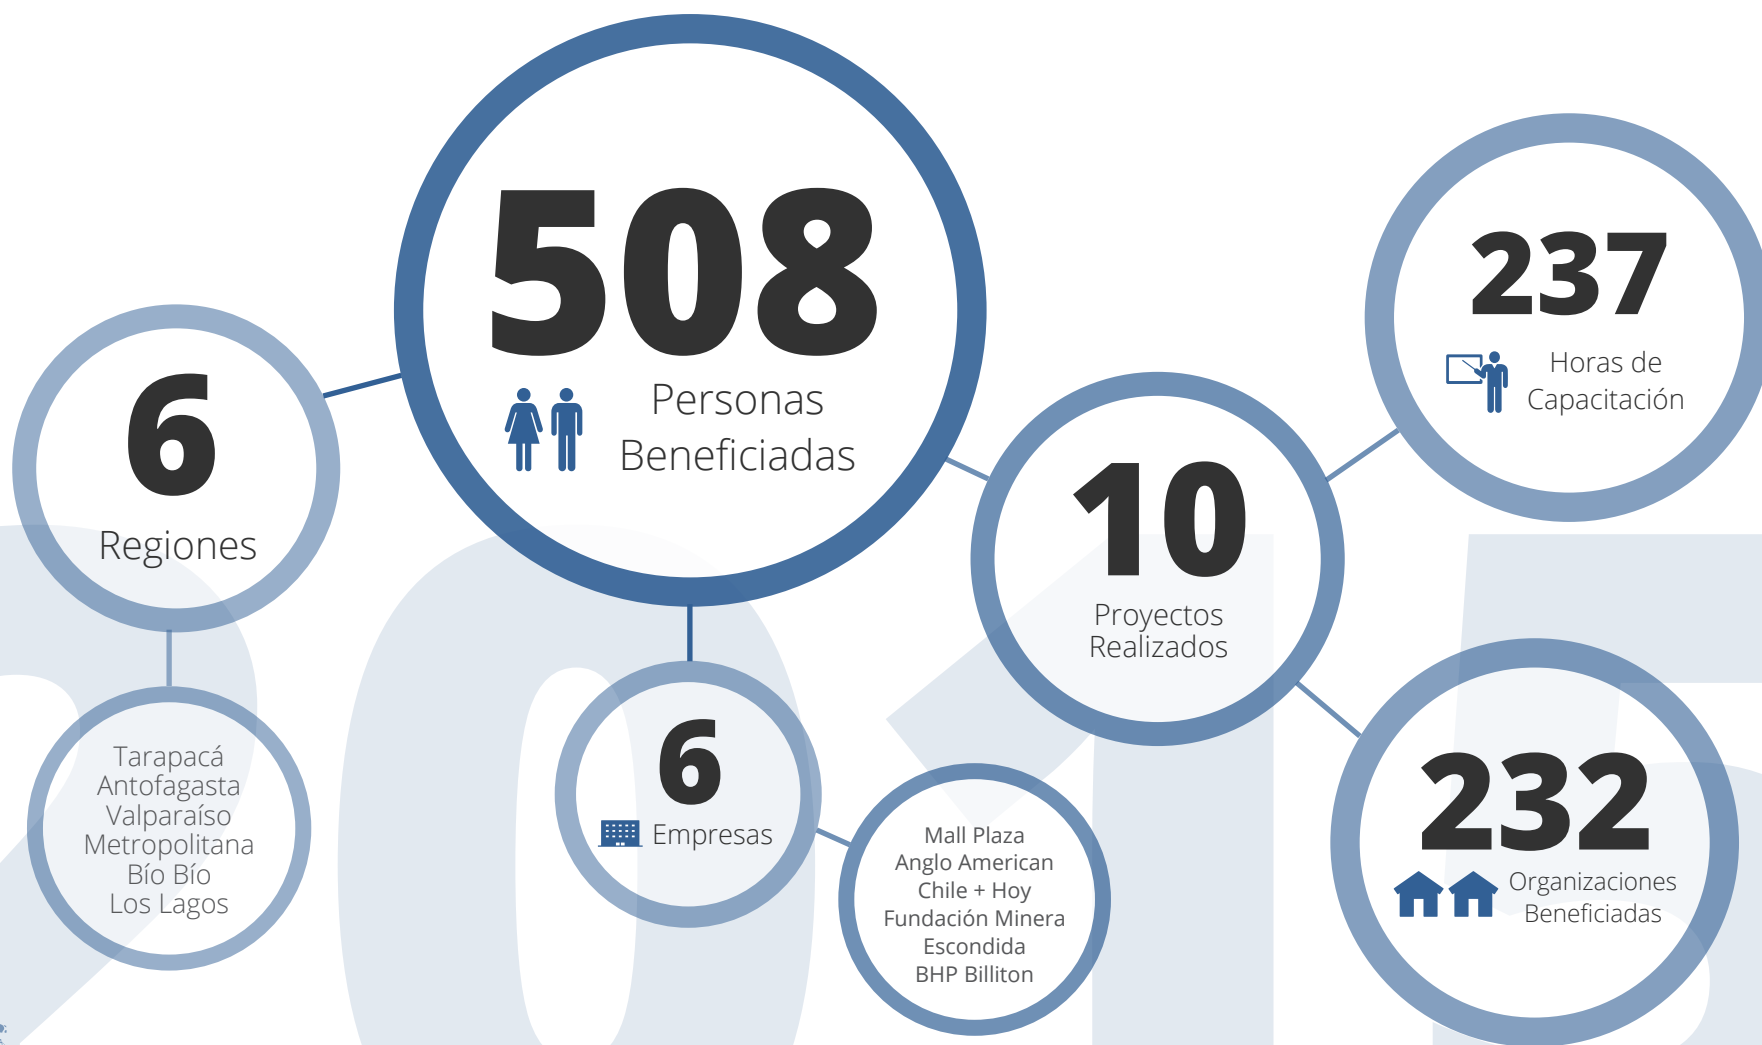 508
Personas
Beneficiadas
6
Regiones
Tarapacá
Antofagasta
Valparaíso
Metropolitana
Bío Bío
Los Lagos
6
Empresas
Mall Plaza
Anglo American
Chile + Hoy
Fundación Minera
Escondida
BHP Billiton
10
Proyectos
Realizados
237
Horas de
Capacitación
232
Organizaciones
Beneficiadas
2015